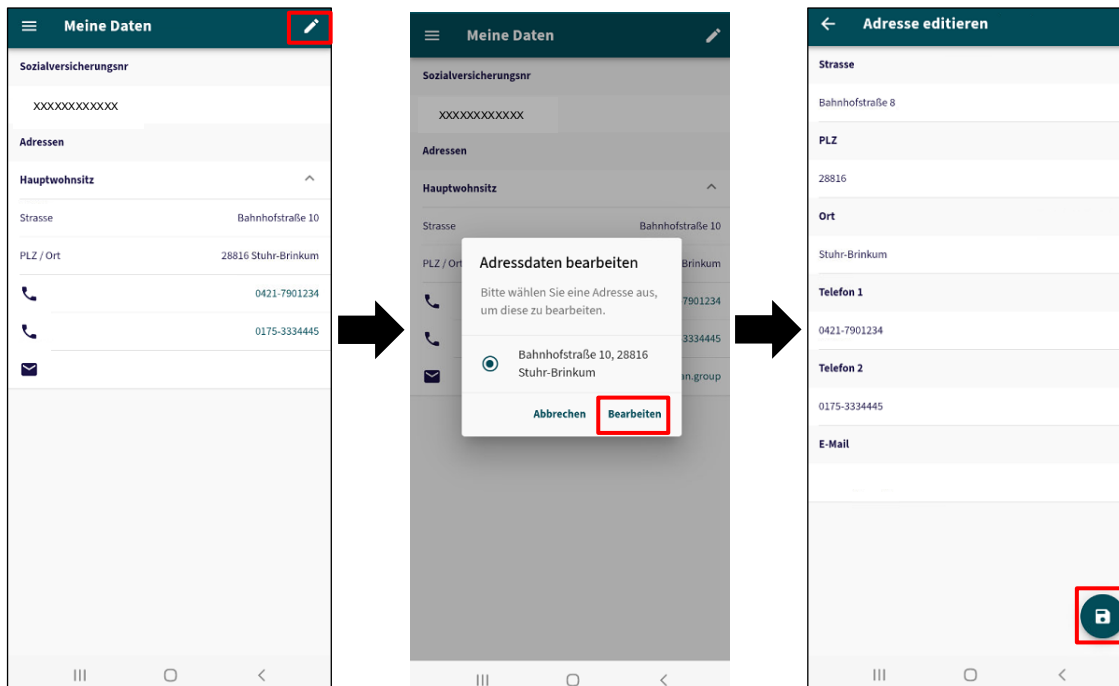 Meine Daten
Sozialversicherungsnr
XXXXXXXXXXXX
Adressen
Hauptwohnsitz
Strasse Bahnhofstraße 10
PLZ / Ort 28816 Stuhr-Brinkum
0421-7901234
0175-3334445
Meine Daten
Sozialversicherungsnr
XXXXXXXXXXXX
Adressen
Hauptwohnsitz
Strasse Bahnhofstraße 10
PLZ / Ort Brinkum
7901234
3334445
an.group
Adressdaten bearbeiten
Bitte wählen Sie eine Adresse aus,
um diese zu bearbeiten.
Bahnhofstraße 10, 28816
Stuhr-Brinkum
Abbrechen Bearbeiten
Adresse editieren
Strasse
Bahnhofstraße 8
PLZ
28816
Ort
Stuhr-Brinkum
Telefon 1
0421-7901234
Telefon 2
0175-3334445
E-Mail